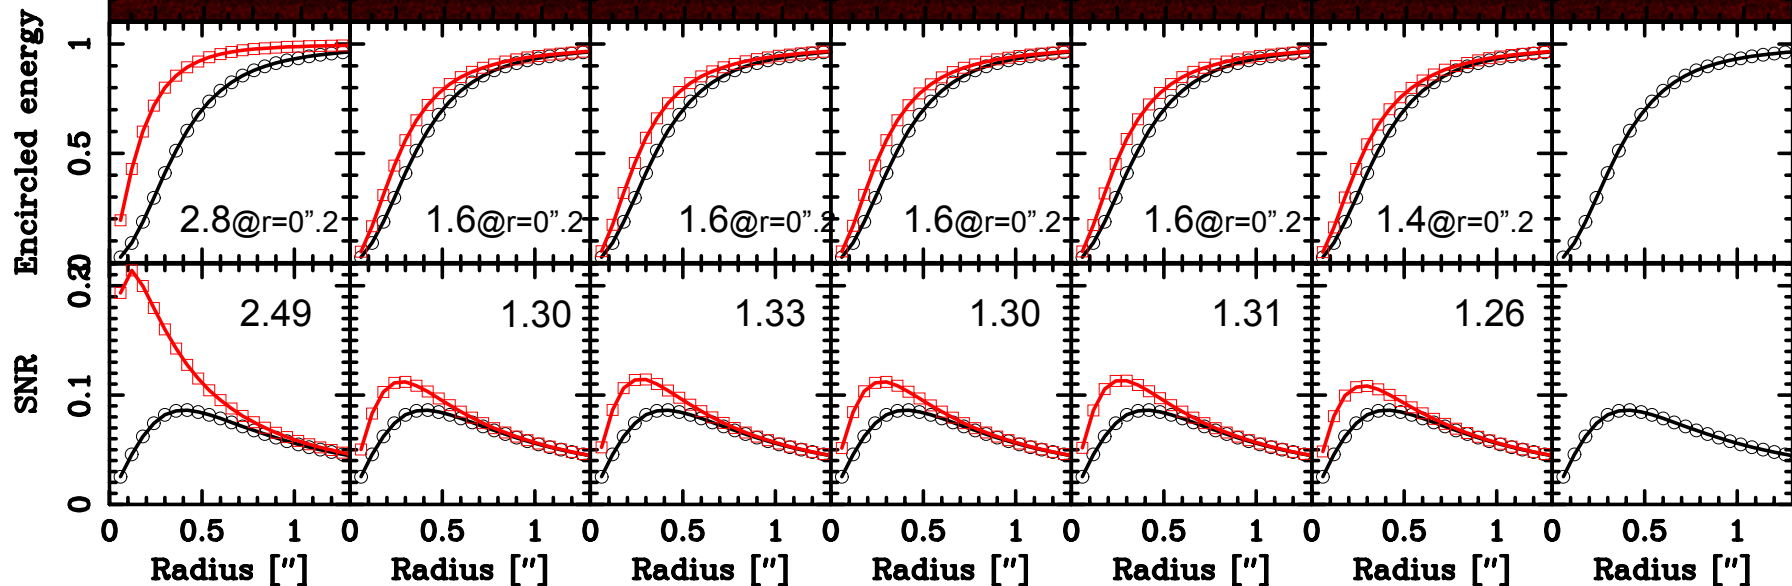 Encircled energy
1
0.5
0
2.8@r=0”.2
1.6@r=0”.2
1.6@r=0”.2
1.6@r=0”.2
1.6@r=0”.2
1.4@r=0”.2
SNR
0.2
0.1
0
2.49
1.30
1.33
1.30
1.31
1.26
0 0.5 1 0 0.5 1 0 0.5 1 0 0.5 1 0 0.5 1 0 0.5 1 0 0.5 1
Radius [″] Radius [″] Radius [″] Radius [″] Radius [″] Radius [″] Radius [″]